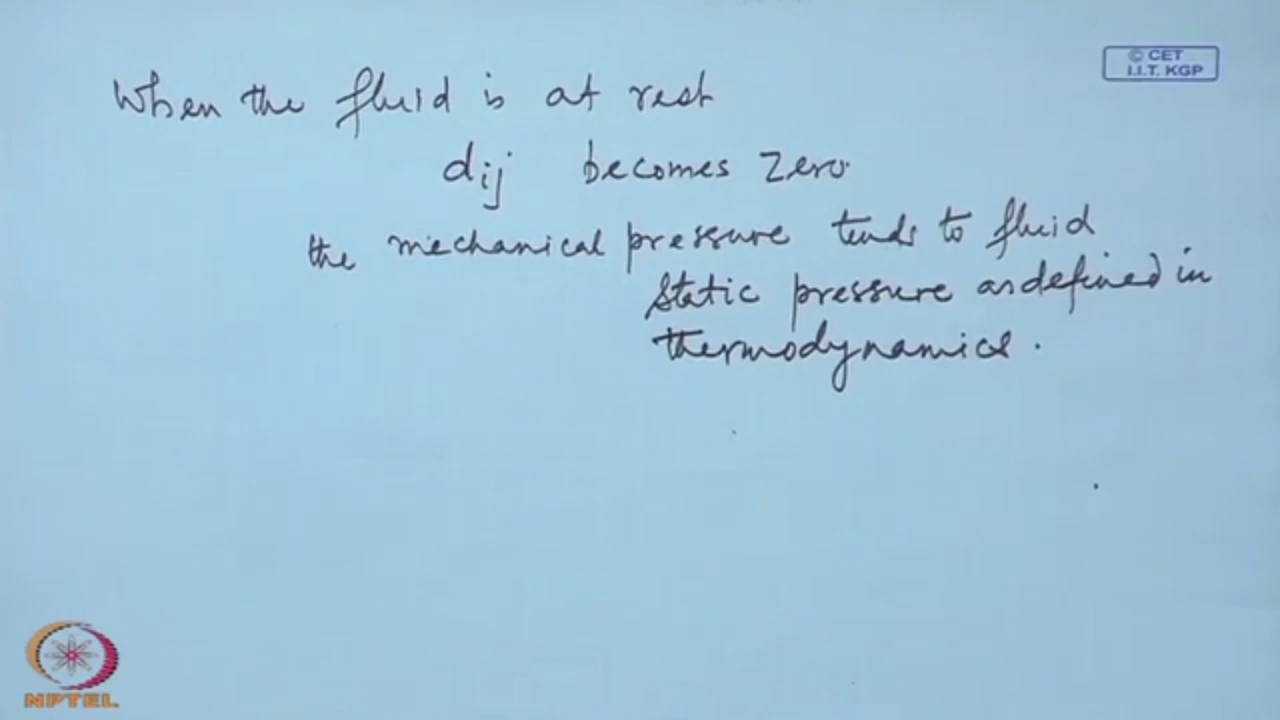 © CET
I.I.T. KGP
When the fluid is at rest
dij becomes zero
the mechanical pressure tends to fluid
static pressure as defined in
thermodynamics.
NPTEL